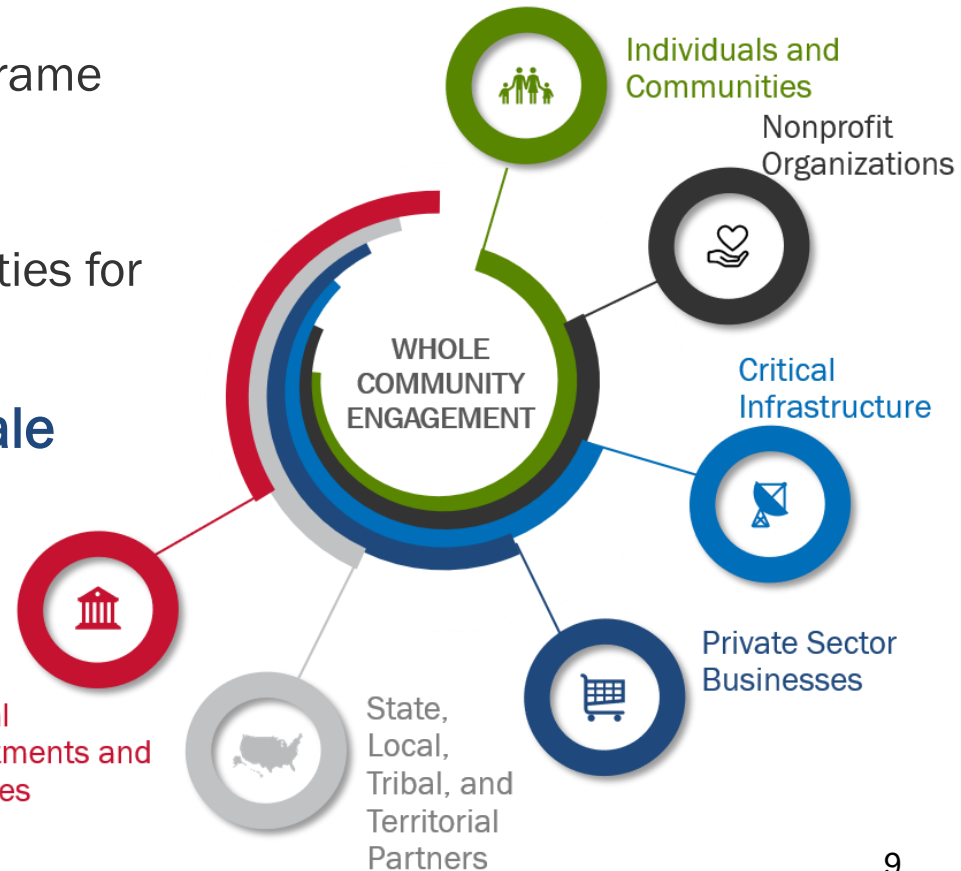 rame
ties for
ale
Individuals and
Communities
Nonprofit
Organizations
Critical
Infrastructure
WHOLE
COMMUNITY
ENGAGEMENT
Private Sector
Businesses
State,
Local,
Tribal, and
Territorial
Partners
l
tments and
es
9